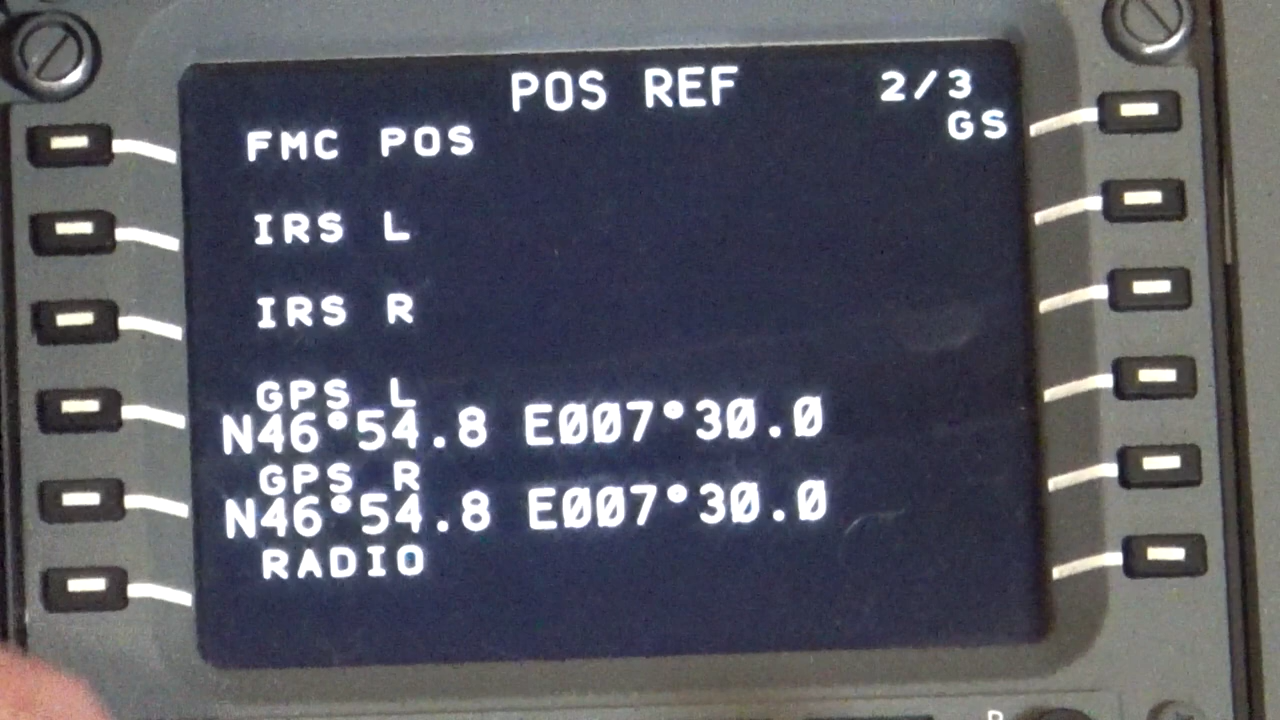 POS REF 2/3
GS
FMC POS
IRS L
IRS R
GPS L
N46°54.8 E007°30.0
GPS R
N46°54.8 E007°30.0
RADIO